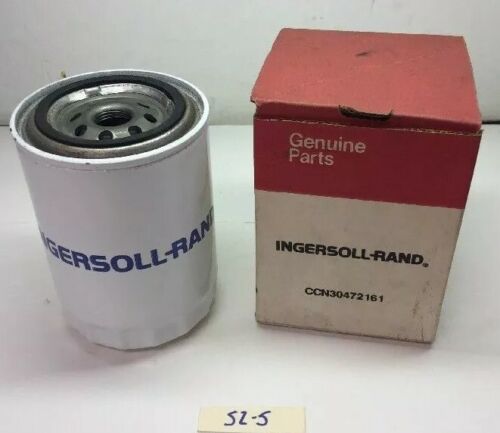 INGERSOLL-RAND
Genuine
Parts
INGERSOLL-RAND®
CCN30472161
52-5